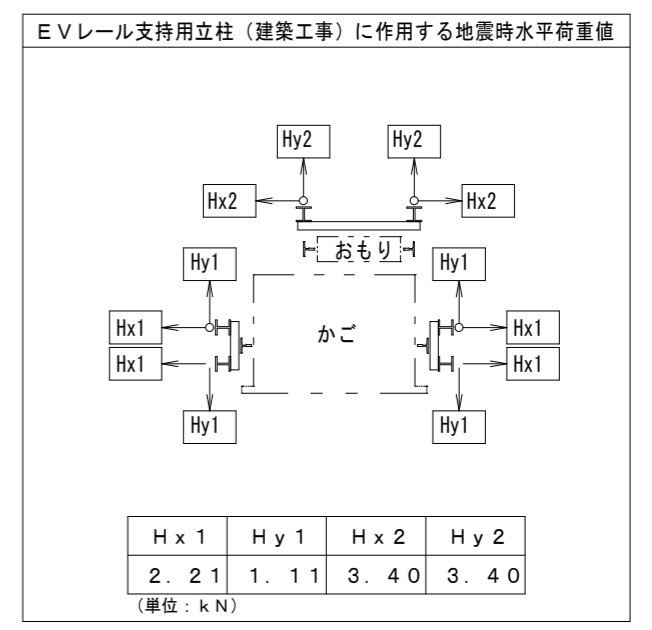 ＥＶレール支持用立柱（建築工事）に作用する地震時水平荷重値
Hy2 Hy2
Hx2 Hx2
おもり
Hy1 Hy1
Hx1 かご Hx1
Hx1 Hx1
Hy1 Hy1
Ｈｘ１ Ｈｙ１ Ｈｘ２ Ｈｙ２
２．２１ １．１１ ３．４０ ３．４０
（単位：ｋＮ）